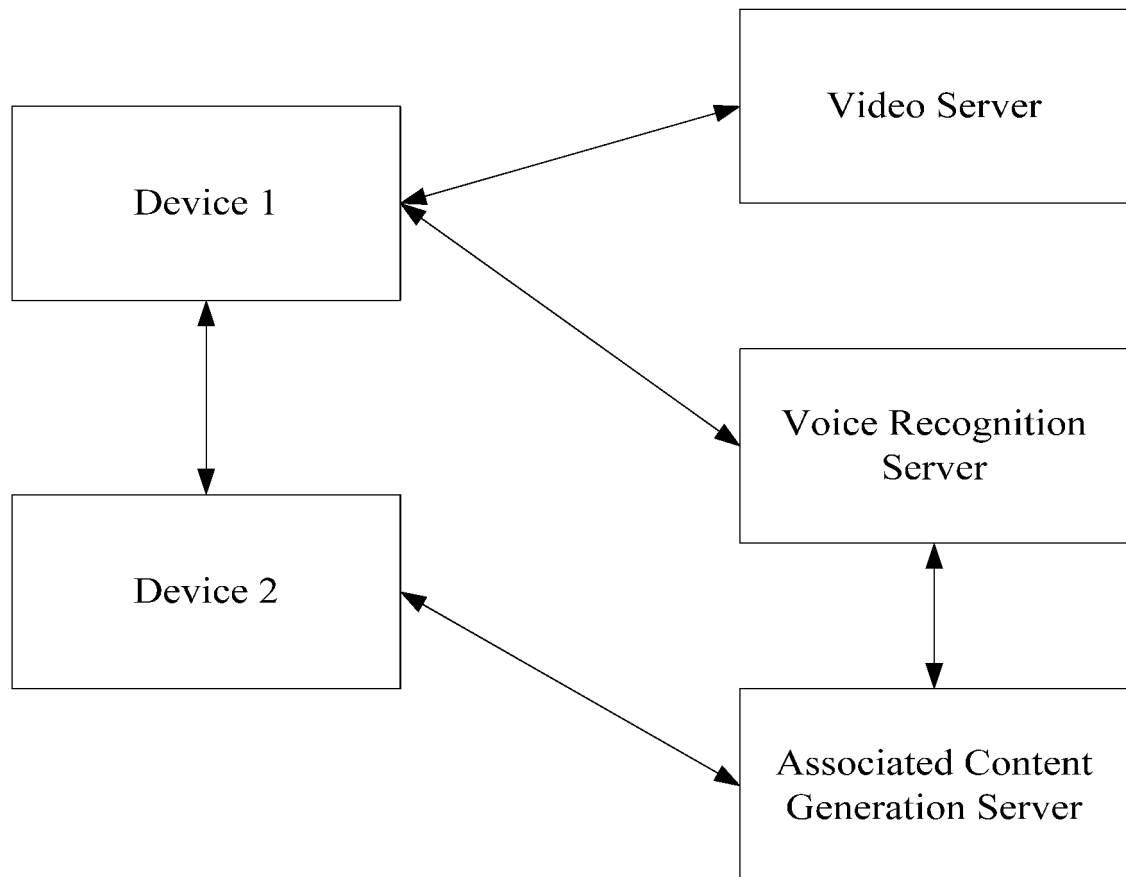 Video Server
Device 1
Voice Recognition
Server
Device 2
Associated Content
Generation Server